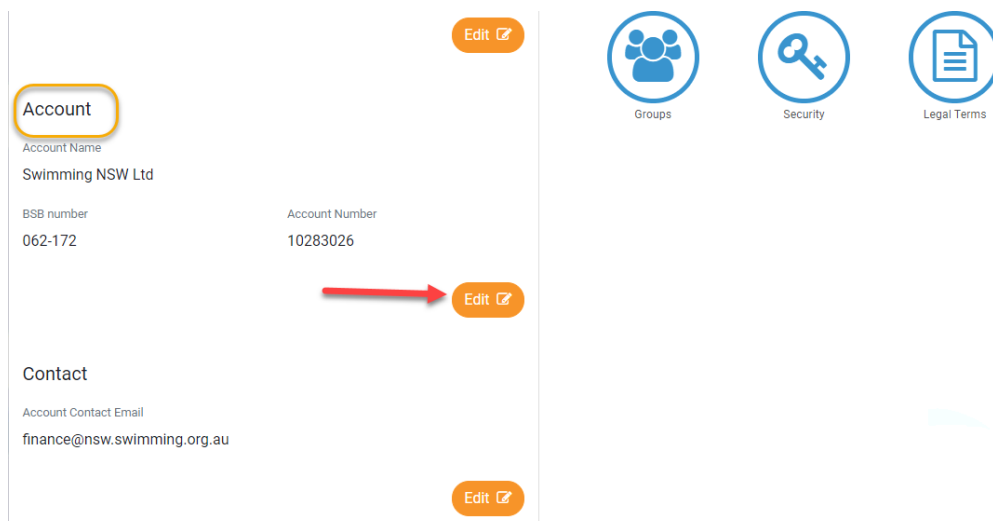 Edit
Groups
Security
Legal Terms
Account
Account Name
Swimming NSW Ltd
BSB number
Account Number
062-172
10283026
Edit
Contact
Account Contact Email
finance@nsw.swimming.org.au
Edit